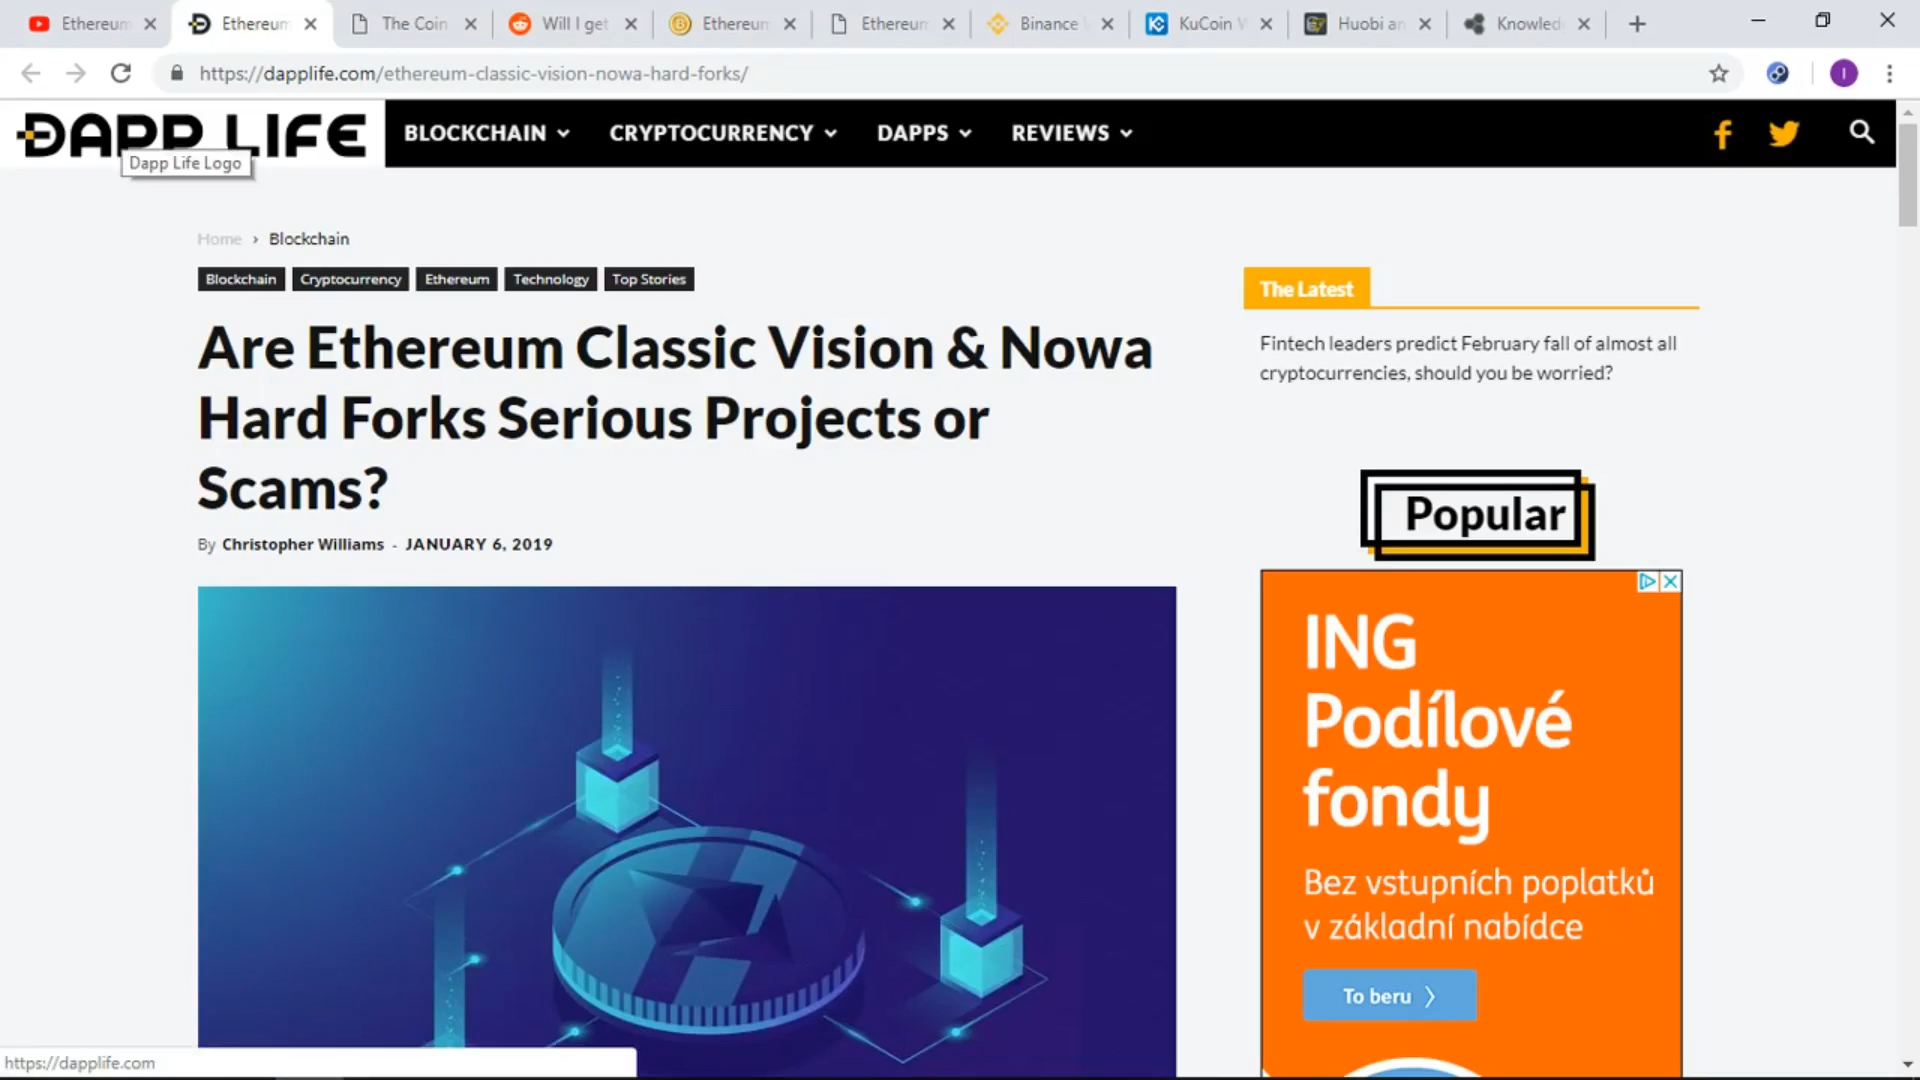 Ethereum
Ethereum
The Coin
Will I get
Ethereum
Ethereum
Binance
KuCoin W
Huobi an
Knowled
https://dapplife.com/ethereum-classic-vision-nowa-hard-forks/
I
DAPP LIFE
BLOCKCHAIN
CRYPTOCURRENCY
DAPPS
REVIEWS
Dapp Life Logo
Home › Blockchain
Blockchain
Cryptocurrency
Ethereum
Technology
Top Stories
Are Ethereum Classic Vision & Nowa
Hard Forks Serious Projects or
Scams?
By Christopher Williams - JANUARY 6, 2019
The Latest
Fintech leaders predict February fall of almost all
cryptocurrencies, should you be worried?
Popular
ING
Podílové
fondy
Bez vstupních poplatků
v základní nabídce
To beru
https://dapplife.com